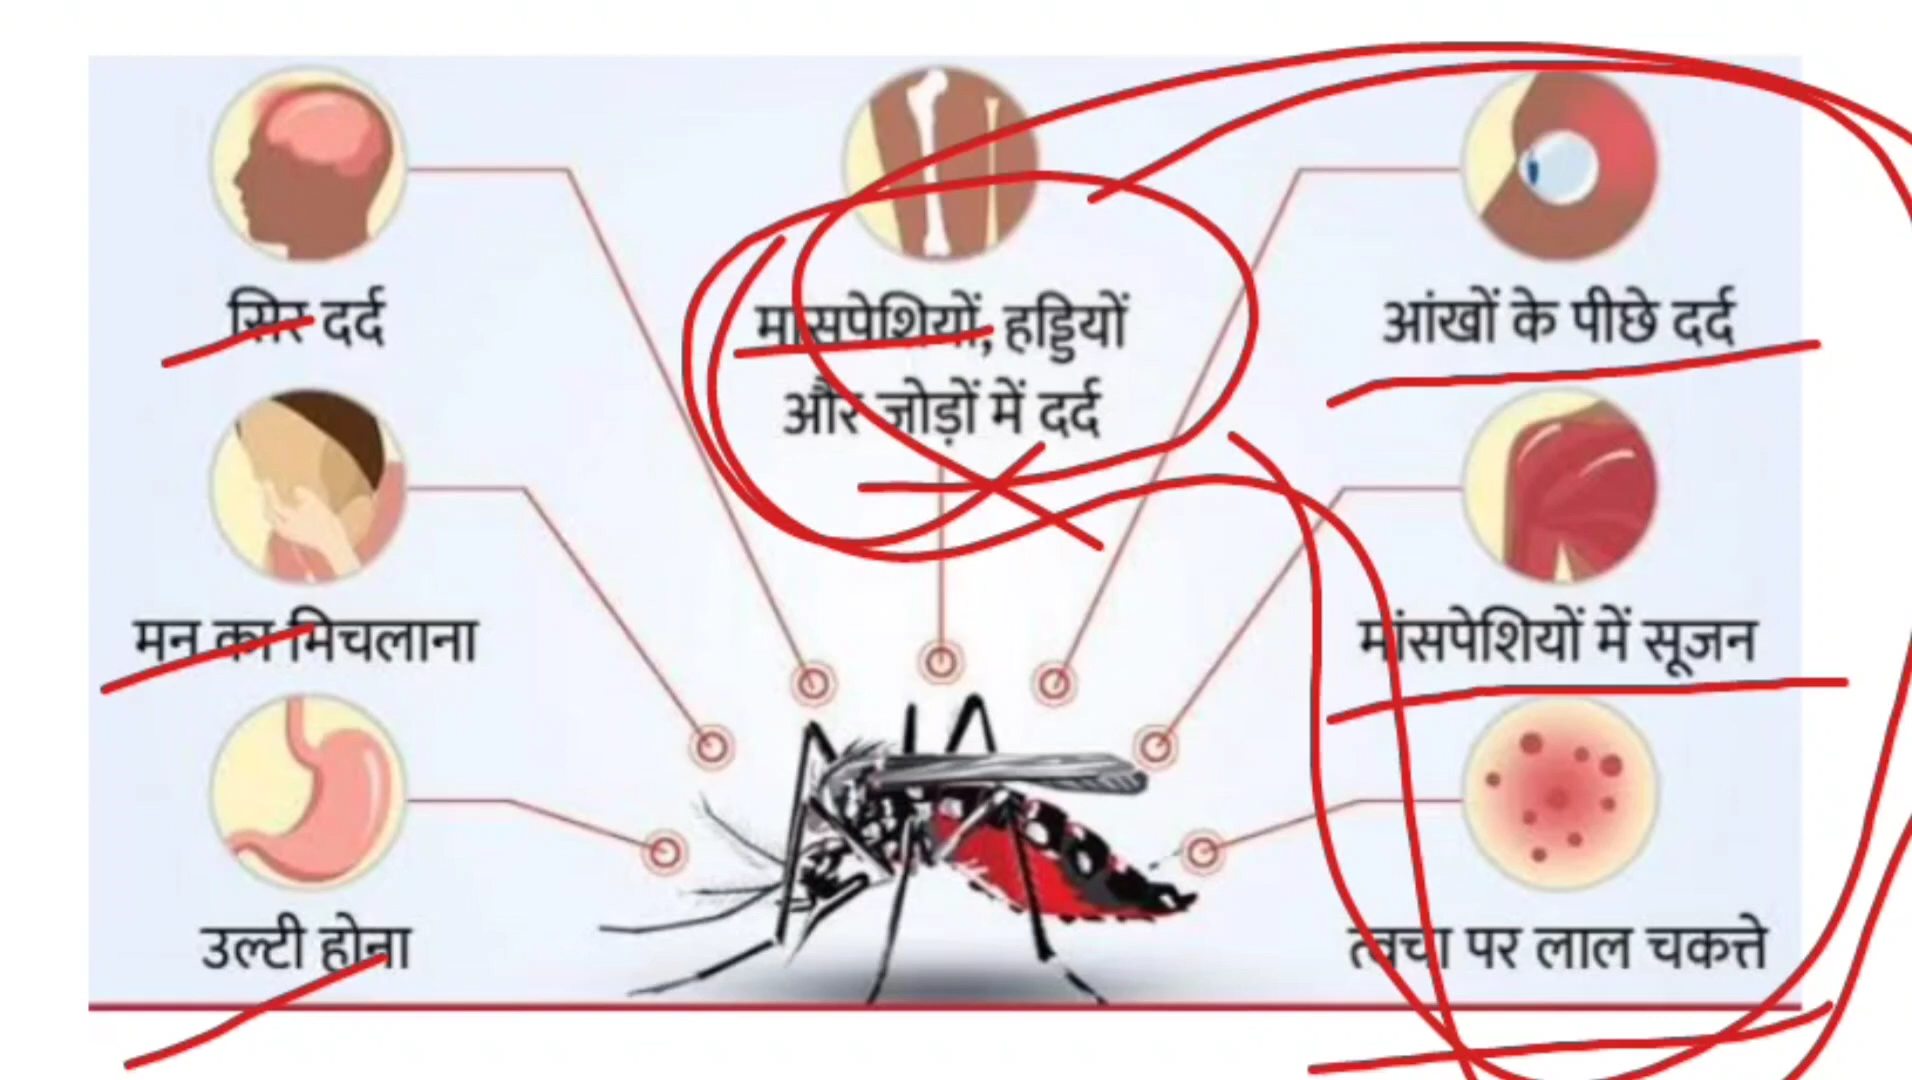 सिर दर्द
मांसपेशियों, हड्डियों
और जोड़ों में दर्द
आंखों के पीछे दर्द
मन का मिचलाना
मांसपेशियों में सूजन
उल्टी होना
त्वचा पर लाल चकत्ते